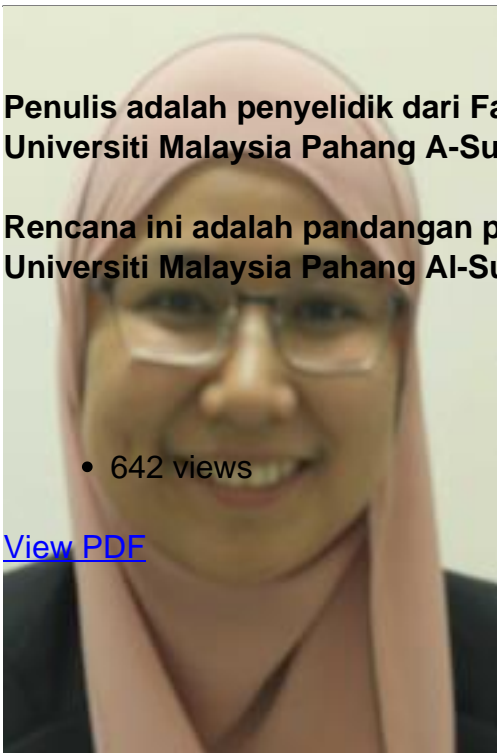 Penulis adalah penyelidik dari Fa
Universiti Malaysia Pahang A-Su
Rencana ini adalah pandangan p
Universiti Malaysia Pahang Al-Su
• 642 views
View PDF